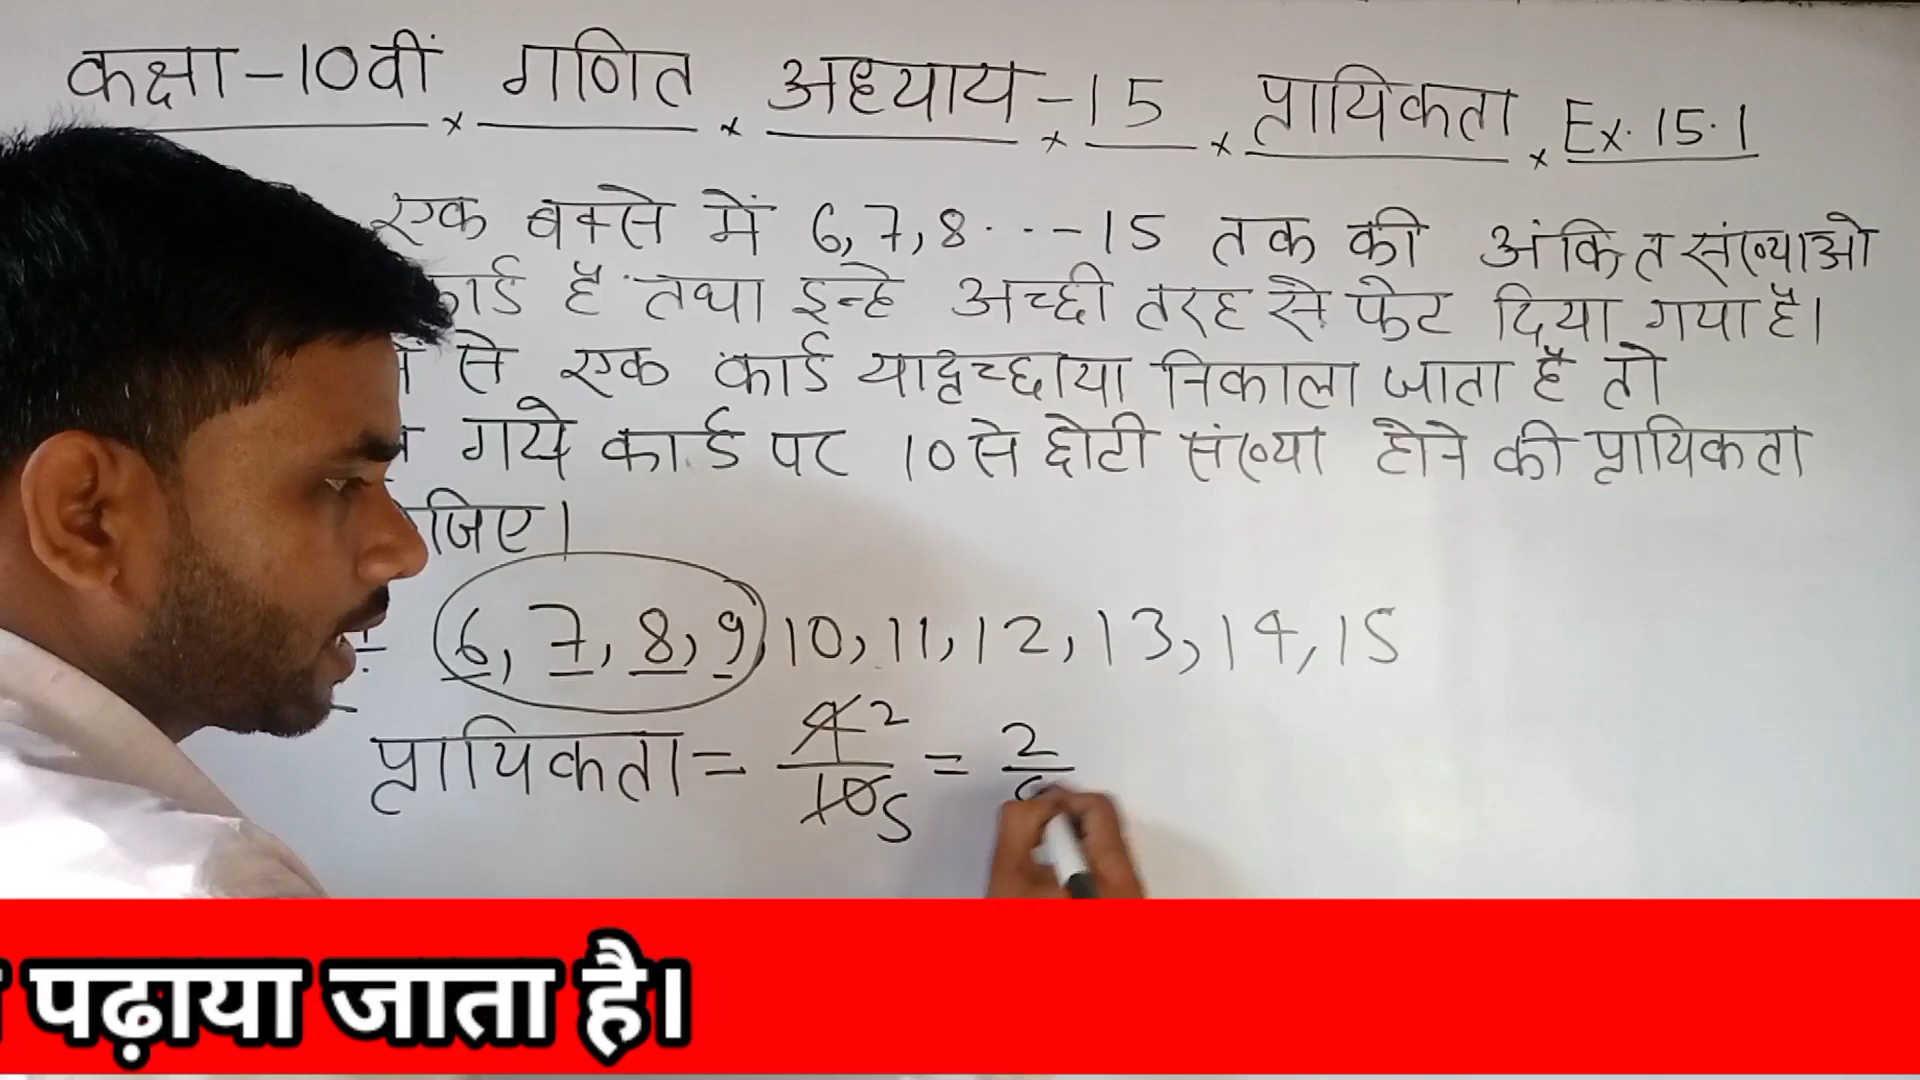 कक्षा-10वीं × गणित × अध्याय-15 × प्रायिकता × Ex. 15.1
एक बक्से में 6,7,8...-15 तक की अंकित संख्याओ
कार्ड है तथा इन्हे अच्छी तरह से फेट दिया गया है।
से एक कार्ड यादृच्छाया निकाला जाता है तो
गये कार्ड पर 10 से छोटी संख्या होने की प्रायिकता
जिए।
6, 7, 8, 9, 10, 11, 12, 13, 14, 15
प्रायिकता = 4 2 / 10 5 = 2 /
पढ़ाया जाता है।